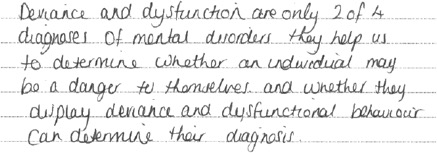 Deviance and dysfunction are only 2 of 4
diagnoses of mental disorders they help us
to determine whether an individual may
be a danger to themselves and whether they
display deviance and dysfunctional behaviour
can determine their diagnosis.